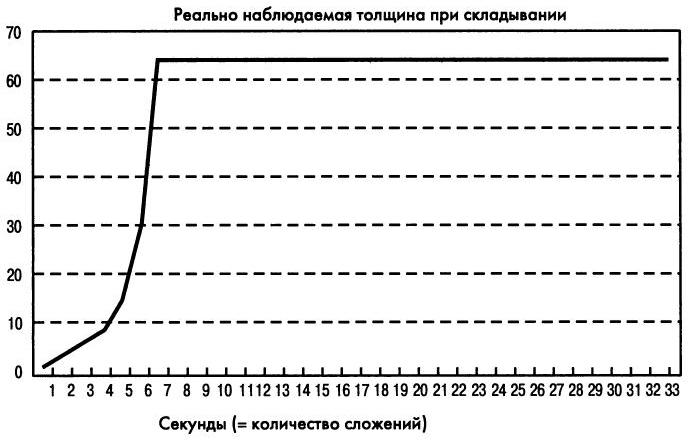 Реально наблюдаемая толщина при складывании
70
60
50
40
30
20
10
0
1 2 3 4 5 6 7 8 9 10 11 12 13 14 15 16 17 18 19 20 21 22 23 24 25 26 27 28 29 30 31 32 33
Секунды (= количество сложений)